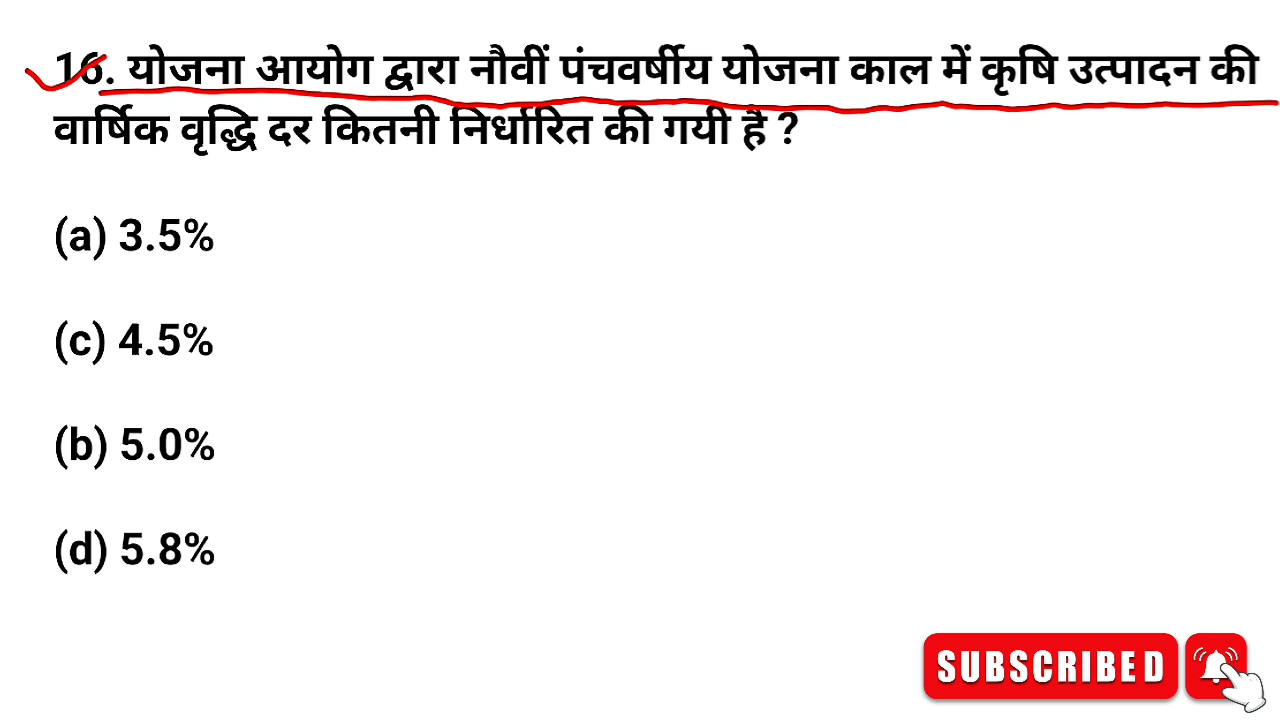 16. योजना आयोग द्वारा नौवीं पंचवर्षीय योजना काल में कृषि उत्पादन की
वार्षिक वृद्धि दर कितनी निर्धारित की गयी है ?
(a) 3.5%
(c) 4.5%
(b) 5.0%
(d) 5.8%
SUBSCRIBED